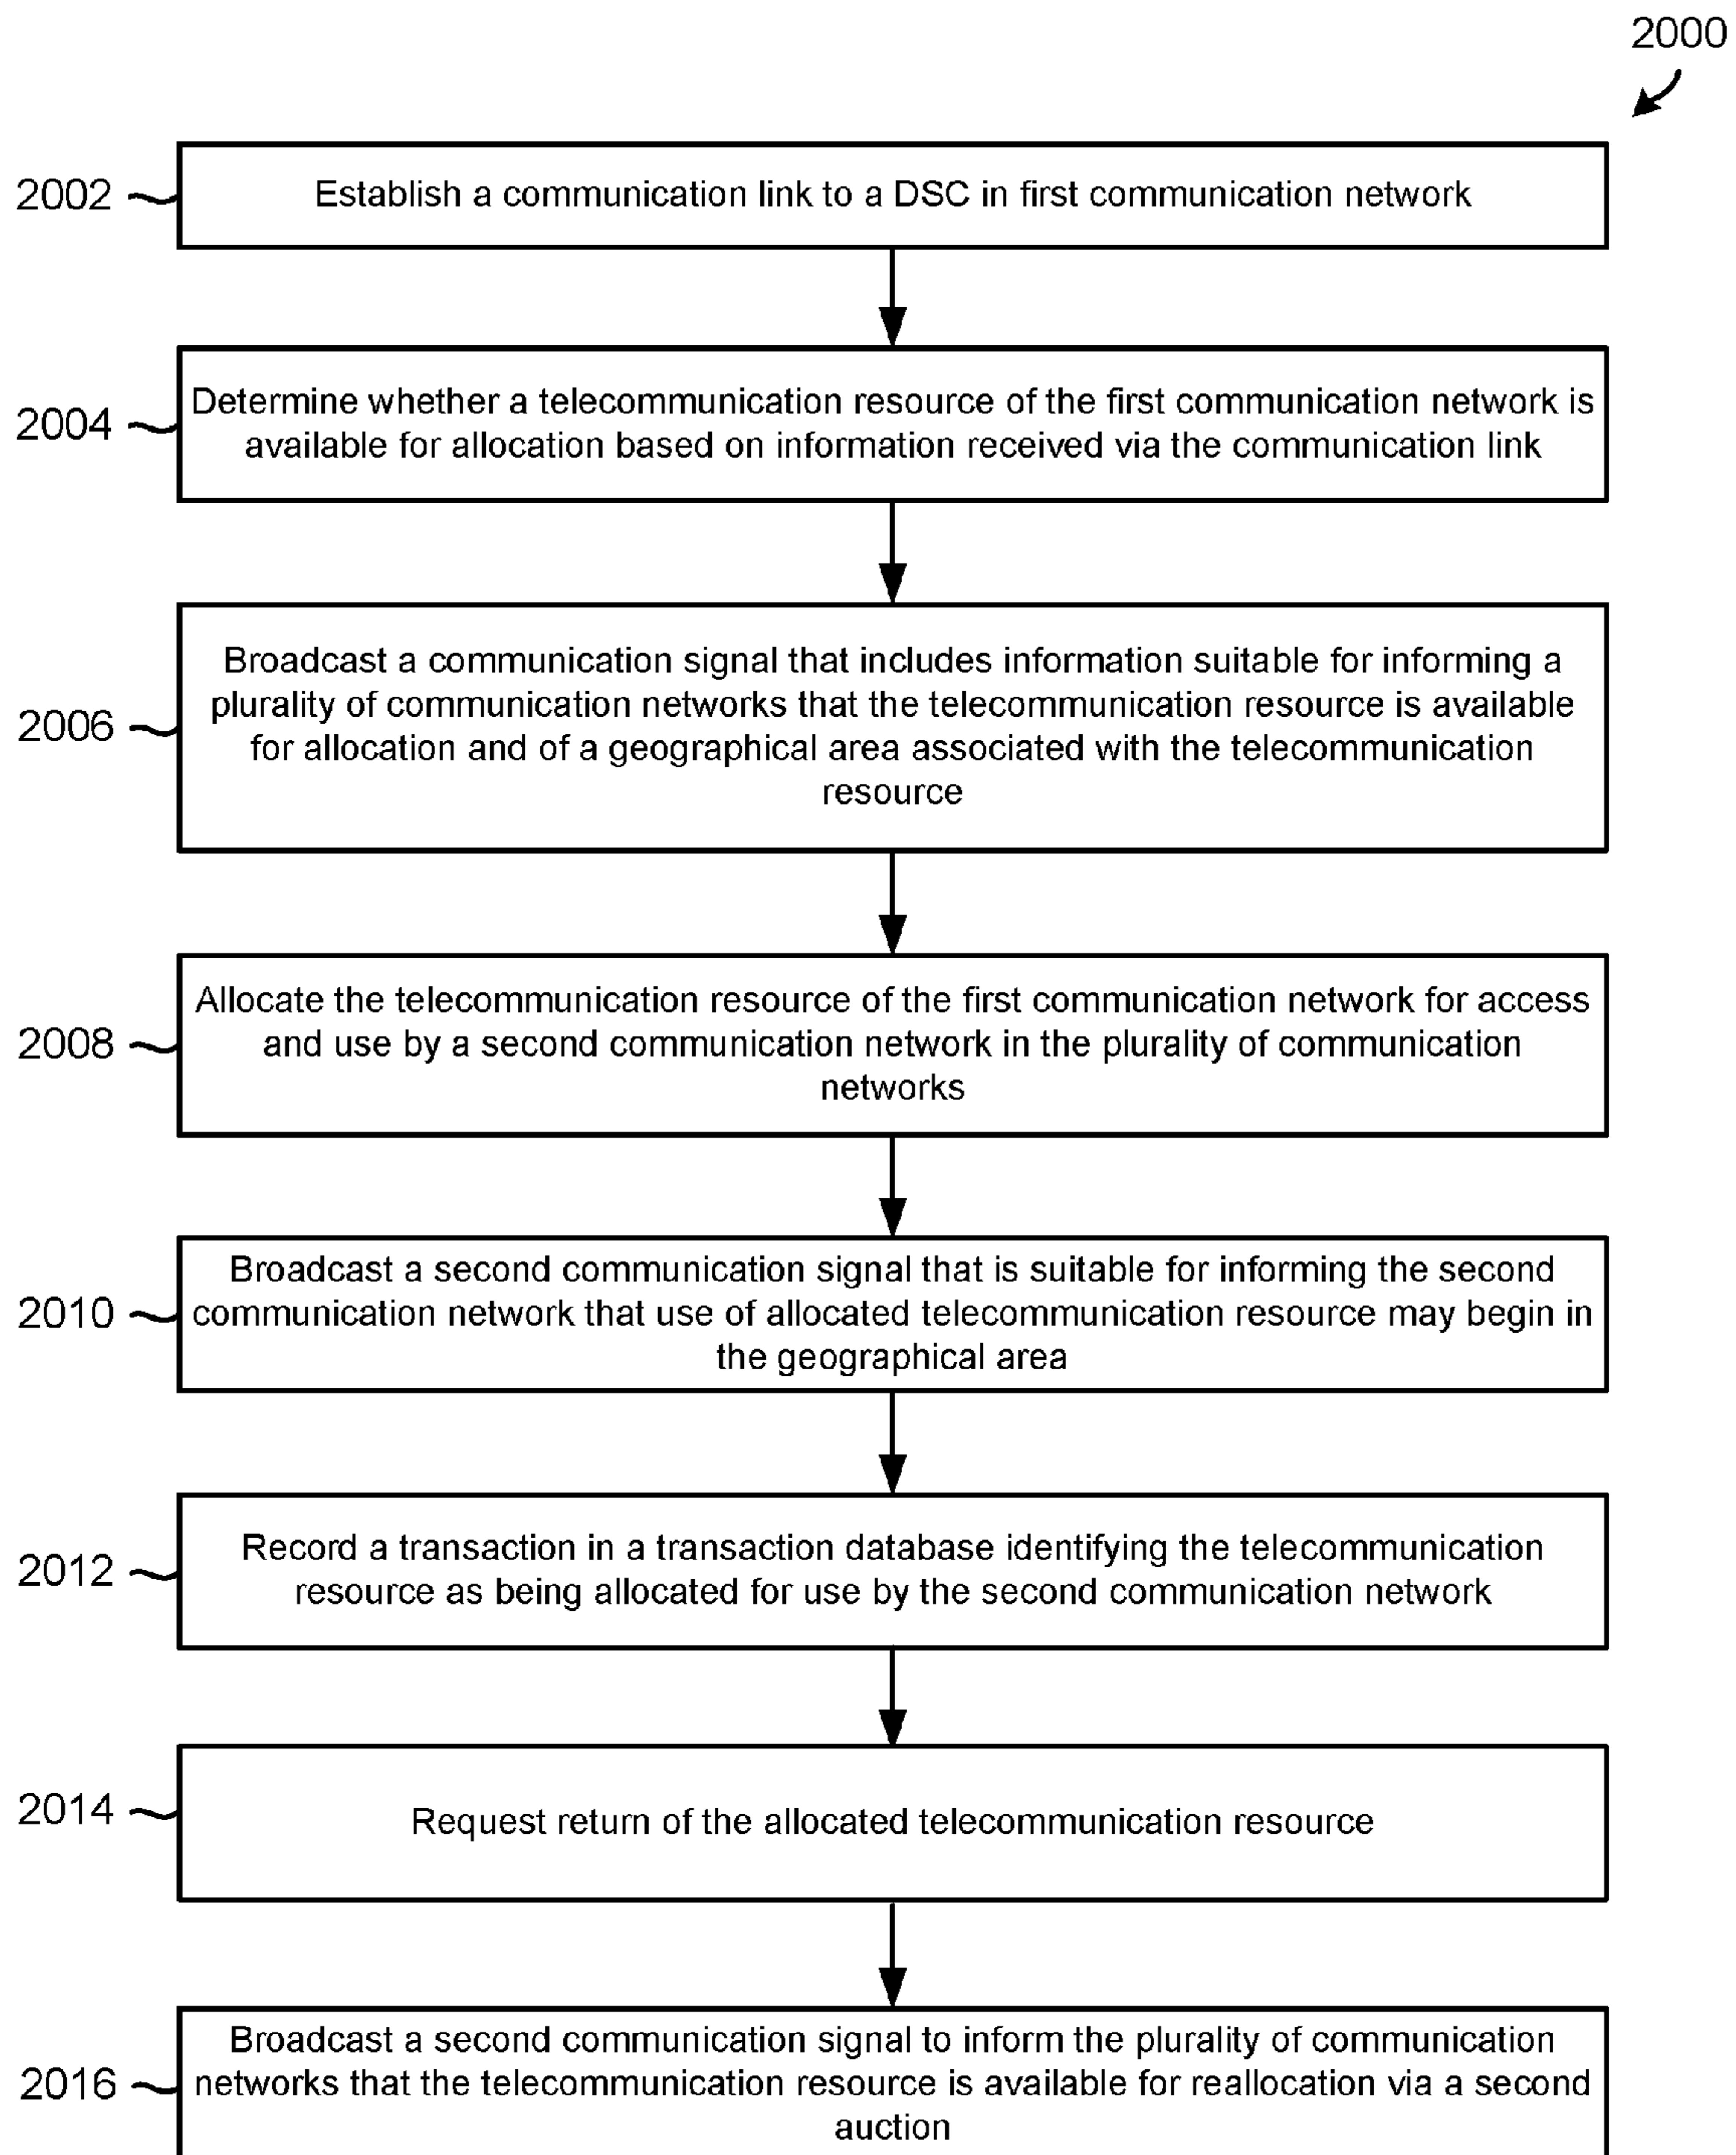 2000
2002
Establish a communication link to a DSC in first communication network
2004
Determine whether a telecommunication resource of the first communication network is
available for allocation based on information received via the communication link
2006
Broadcast a communication signal that includes information suitable for informing a
plurality of communication networks that the telecommunication resource is available
for allocation and of a geographical area associated with the telecommunication
resource
2008
Allocate the telecommunication resource of the first communication network for access
and use by a second communication network in the plurality of communication
networks
2010
Broadcast a second communication signal that is suitable for informing the second
communication network that use of allocated telecommunication resource may begin in
the geographical area
2012
Record a transaction in a transaction database identifying the telecommunication
resource as being allocated for use by the second communication network
2014
Request return of the allocated telecommunication resource
2016
Broadcast a second communication signal to inform the plurality of communication
networks that the telecommunication resource is available for reallocation via a second
auction